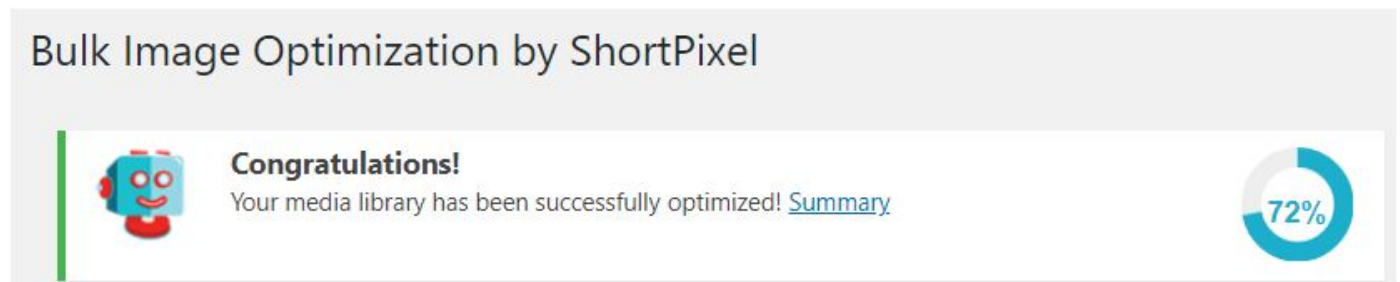 Bulk Image Optimization by ShortPixel
Congratulations!
Your media library has been successfully optimized! Summary
72%